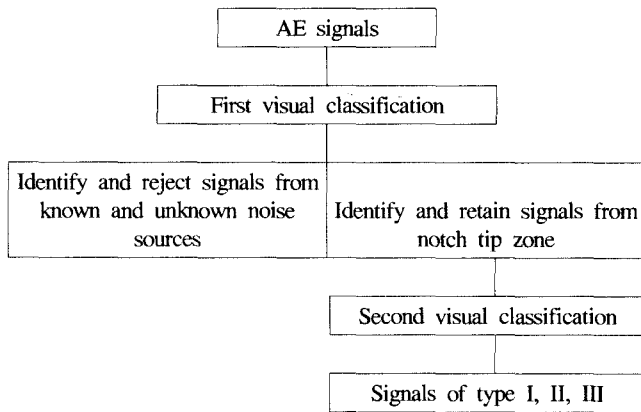 AE signals
First visual classification
Identify and reject signals from
known and unknown noise
sources
Identify and retain signals from
notch tip zone
Second visual classification
Signals of type I, II, III